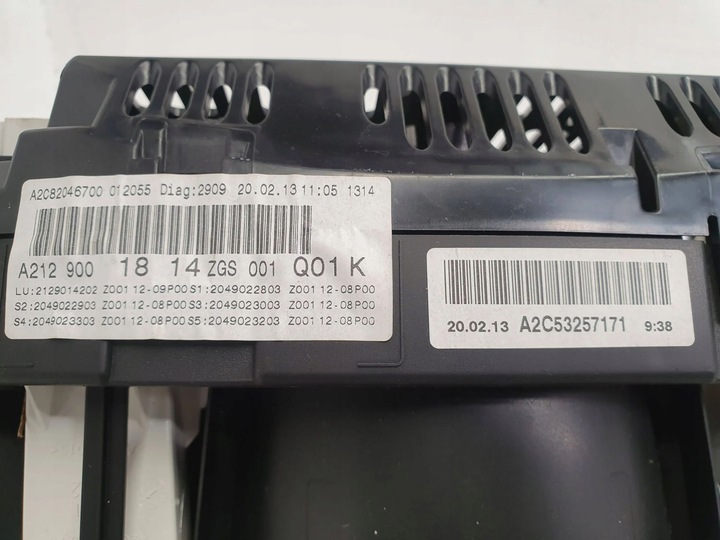 A2C82046700 012055 Diag:2909 20.02.13 11:05 1314
A212 900 18 14 ZGS 001 Q01 K
LU:2129014202 Z001 12-09P00 S1:2049022803 Z001 12-08P00
S2:2049022903 Z001 12-08P00 S3:2049023003 Z001 12-08P00
S4:2049023303 Z001 12-08P00 S5:2049023203 Z001 12-08P00
20.02.13 A2C53257171 9:38